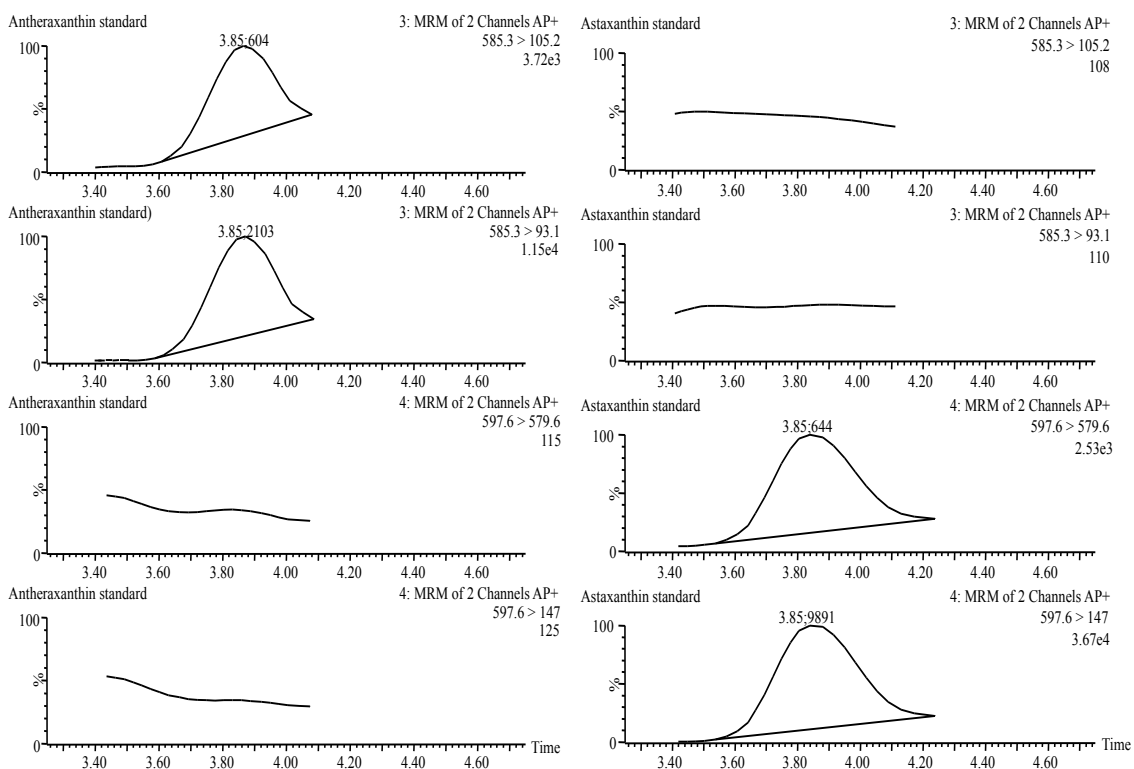 Antheraxanthin standard
3: MRM of 2 Channels AP+
585.3 > 105.2
3.72e3
3.85;604
100
%
0
3.40 3.60 3.80 4.00 4.20 4.40 4.60
Antheraxanthin standard)
3: MRM of 2 Channels AP+
585.3 > 93.1
1.15e4
3.85;2103
100
%
0
3.40 3.60 3.80 4.00 4.20 4.40 4.60
Antheraxanthin standard
4: MRM of 2 Channels AP+
597.6 > 579.6
115
100
%
0
3.40 3.60 3.80 4.00 4.20 4.40 4.60
Antheraxanthin standard
4: MRM of 2 Channels AP+
597.6 > 147
125
100
%
0
Time
3.40 3.60 3.80 4.00 4.20 4.40 4.60
Astaxanthin standard
3: MRM of 2 Channels AP+
585.3 > 105.2
108
100
%
0
3.40 3.60 3.80 4.00 4.20 4.40 4.60
Astaxanthin standard
3: MRM of 2 Channels AP+
585.3 > 93.1
110
100
%
0
3.40 3.60 3.80 4.00 4.20 4.40 4.60
Astaxanthin standard
4: MRM of 2 Channels AP+
597.6 > 579.6
2.53e3
3.85;644
100
%
0
3.40 3.60 3.80 4.00 4.20 4.40 4.60
Astaxanthin standard
4: MRM of 2 Channels AP+
597.6 > 147
3.67e4
3.85;9891
100
%
0
Time
3.40 3.60 3.80 4.00 4.20 4.40 4.60